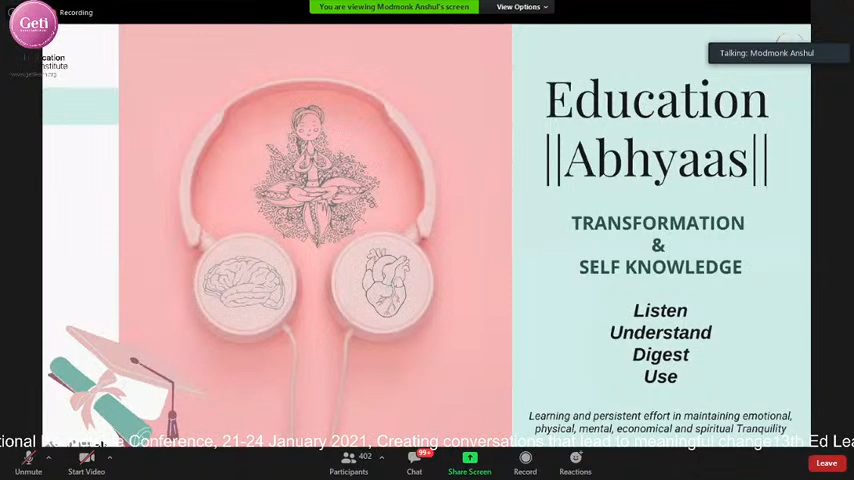 Recording
You are viewing Modmonk Anshul's screen
View Options
Geti
Talking: Modmonk Anshul
Education
||Abhyaas||
TRANSFORMATION
&
SELF KNOWLEDGE
Listen
Understand
Digest
Use
Learning and persistent effort in maintaining emotional,
physical, mental, economical and spiritual Tranquility
Conference, 21-24 January 2021, Creating conversations that lead to meaningful change
13th Ed
Unmute
Start Video
Participants
402
Chat
99+
Share Screen
Record
Reactions
Leave